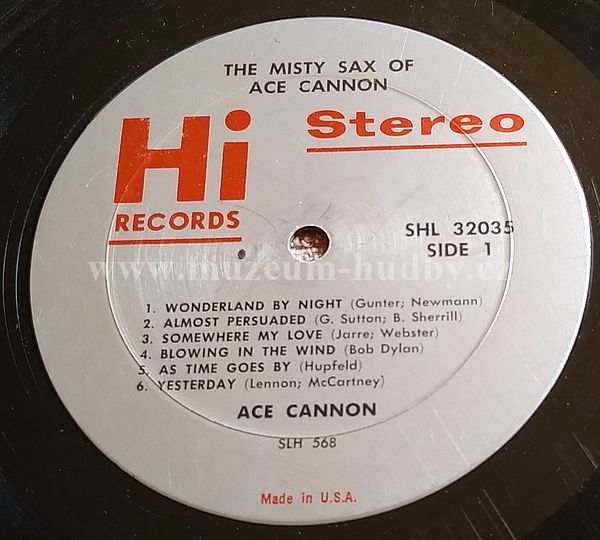 THE MISTY SAX OF
ACE CANNON
Hi Stereo
RECORDS
SHL 32035
SIDE 1
www.muzeum-hudby.cz
1. WONDERLAND BY NIGHT (Gunter; Newmann)
2. ALMOST PERSUADED (G. Sutton; B. Sherrill)
3. SOMEWHERE MY LOVE (Jarre; Webster)
4. BLOWING IN THE WIND (Bob Dylan)
5. AS TIME GOES BY (Hupfeld)
6. YESTERDAY (Lennon; McCartney)
ACE CANNON
SLH 568
Made in U.S.A.